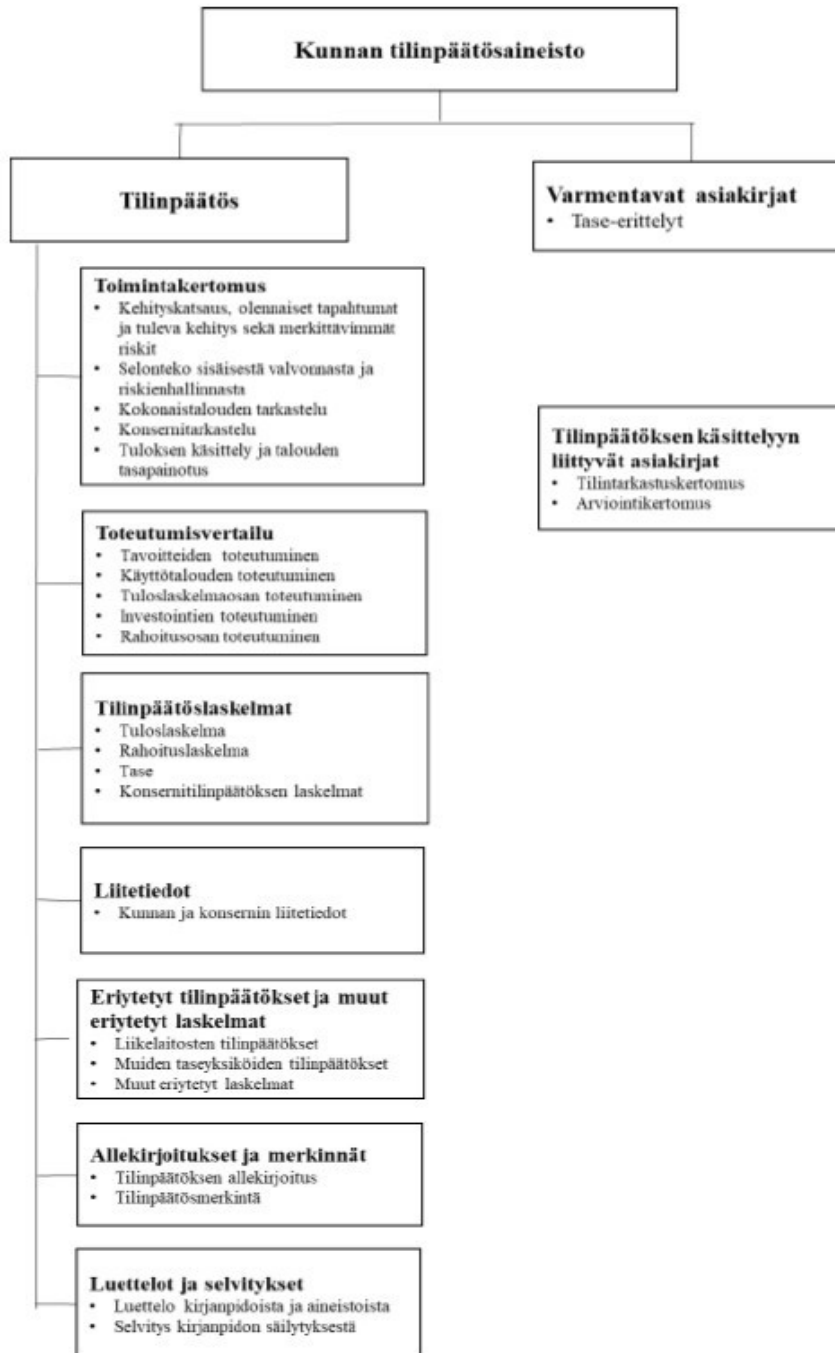 Kunnan tilinpäätösaineisto
Tilinpäätös
Varmentavat asiakirjat
• Tase-erittelyt
Toimintakertomus
• Kehityskatsaus, olennaiset tapahtumat
ja tuleva kehitys sekä merkittävimmät
riskit
• Selonteko sisäisestä valvonnasta ja
riskienhallinnasta
• Kokonaistalouden tarkastelu
• Konsernitarkastelu
• Tuloksen käsittely ja talouden
tasapainotus
Tilinpäätöksen käsittelyyn
liittyvät asiakirjat
• Tilintarkastuskertomus
• Arviointikertomus
Toteutumisvertailu
• Tavoitteiden toteutuminen
• Käyttötalouden toteutuminen
• Tuloslaskelmaosan toteutuminen
• Investointien toteutuminen
• Rahoitusosan toteutuminen
Tilinpäätöslaskelmat
• Tuloslaskelma
• Rahoituslaskelma
• Tase
• Konsernitilinpäätöksen laskelmat
Liitetiedot
• Kunnan ja konsernin liitetiedot
Eriytetyt tilinpäätökset ja muut
eriytetyt laskelmat
• Liikelaitosten tilinpäätökset
• Muiden taseyksiköiden tilinpäätökset
• Muut eriytetyt laskelmat
Allekirjoitukset ja merkinnät
• Tilinpäätöksen allekirjoitus
• Tilinpäätösmerkintä
Luettelot ja selvitykset
• Luettelo kirjanpidoista ja aineistoista
• Selvitys kirjanpidon säilytyksestä